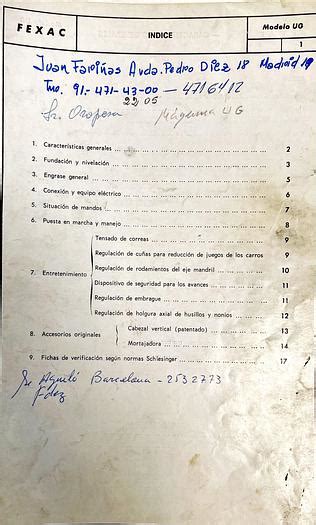 FEXAC
INDICE
Modelo UG
1
Juan Fariñas Avda. Pedro Diez 18 Madrid 19
Tno. 91.- 471-43-00 — 4716412
22 05
Sr. Oropesa
Máquina UG
1. Características generales 2
2. Fundación y nivelación 3
3. Engrase general 5
4. Conexión y equipo eléctrico 6
5. Situación de mandos 7
6. Puesta en marcha y manejo 8
7. Entretenimiento
Tensado de correas 9
Regulación de cuñas para reducción de juegos de los carros 9
Regulación de rodamientos del eje mandril 10
Dispositivo de seguridad para los avances 11
Regulación de embrague 11
Regulación de holgura axial de husillos y nonios 12
8. Accesorios originales
Cabezal vertical (patentado) 13
Mortajadora 14
9. Fichas de verificación según normas Schlesinger 17
Sr Aguiló Barcelona - 2532773
Fdez